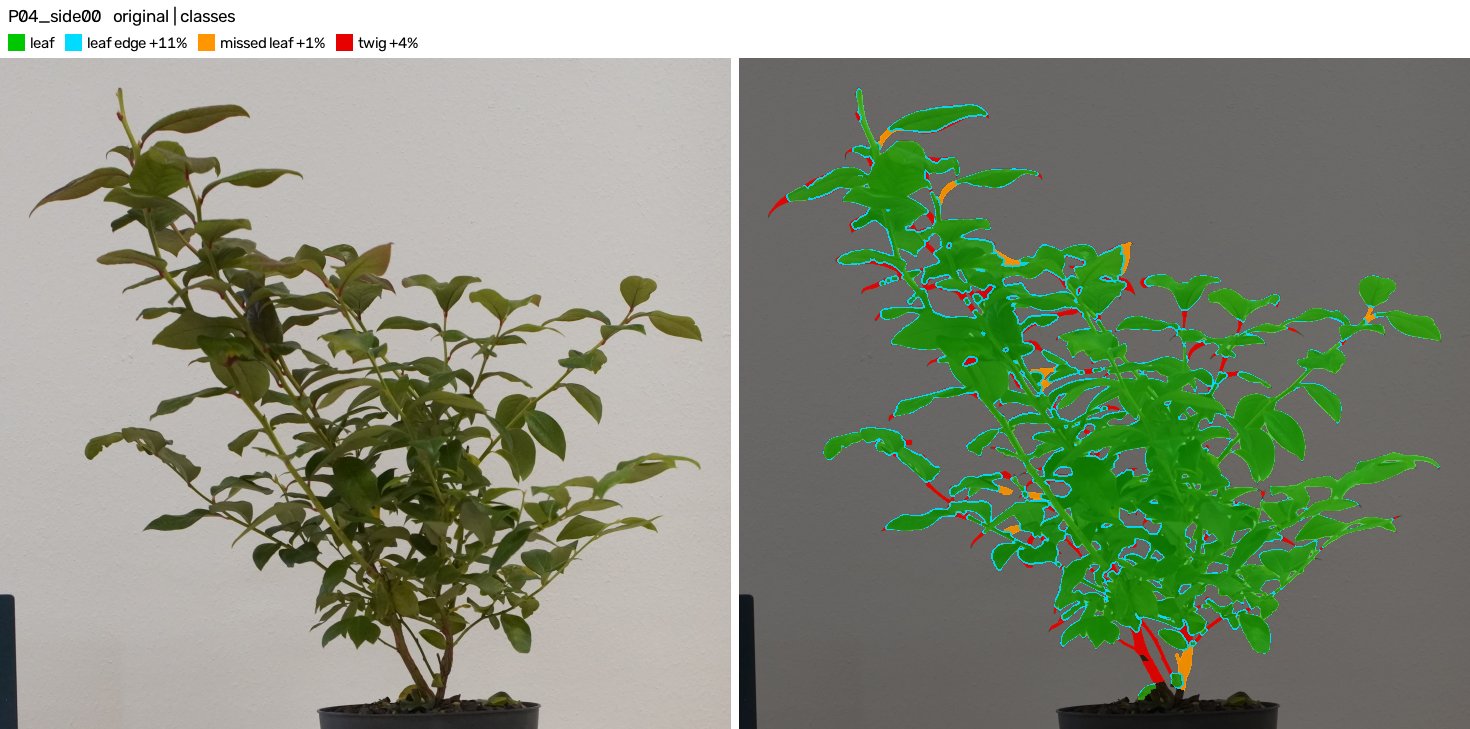 P04_side00 original | classes
leaf leaf edge +11% missed leaf +1% twig +4%